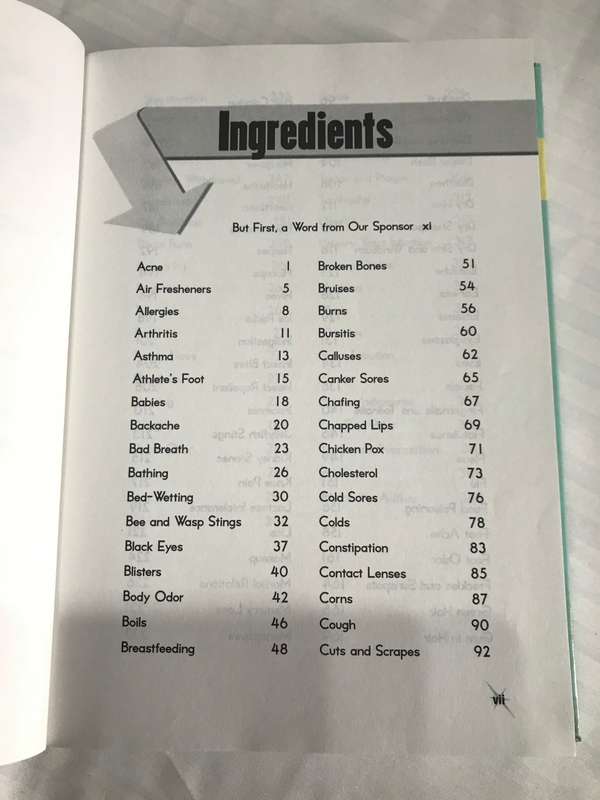 Ingredients
But First, a Word from Our Sponsor xi
Acne 1
Air Fresheners 5
Allergies 8
Arthritis 11
Asthma 13
Athlete's Foot 15
Babies 18
Backache 20
Bad Breath 23
Bathing 26
Bed-Wetting 30
Bee and Wasp Stings 32
Black Eyes 37
Blisters 40
Body Odor 42
Boils 46
Breastfeeding 48
Broken Bones 51
Bruises 54
Burns 56
Bursitis 60
Calluses 62
Canker Sores 65
Chafing 67
Chapped Lips 69
Chicken Pox 71
Cholesterol 73
Cold Sores 76
Colds 78
Constipation 83
Contact Lenses 85
Corns 87
Cough 90
Cuts and Scrapes 92
vii